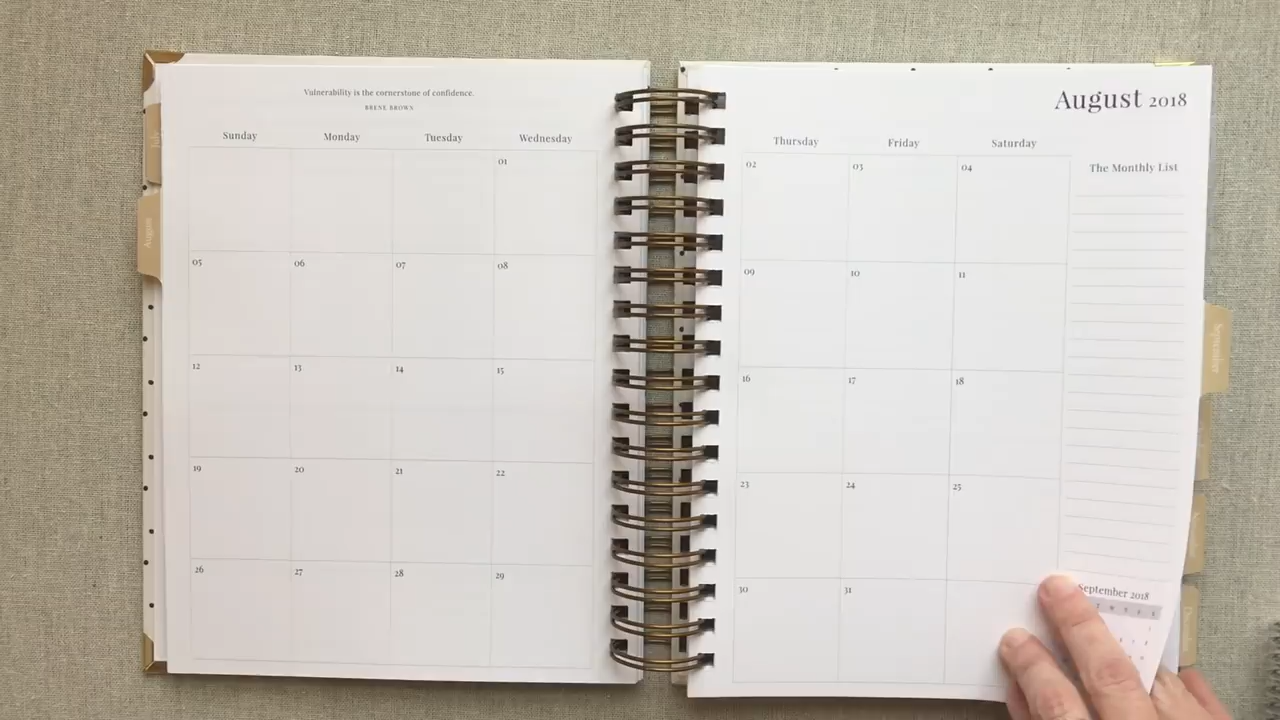 Vulnerability is the cornerstone of confidence.
BRENE BROWN
August 2018
Sunday Monday Tuesday Wednesday Thursday Friday Saturday
The Monthly List
01 02 03 04
05 06 07 08 09 10 11
12 13 14 15 16 17 18
19 20 21 22 23 24 25
26 27 28 29 30 31
September 2018
T W T F S
September